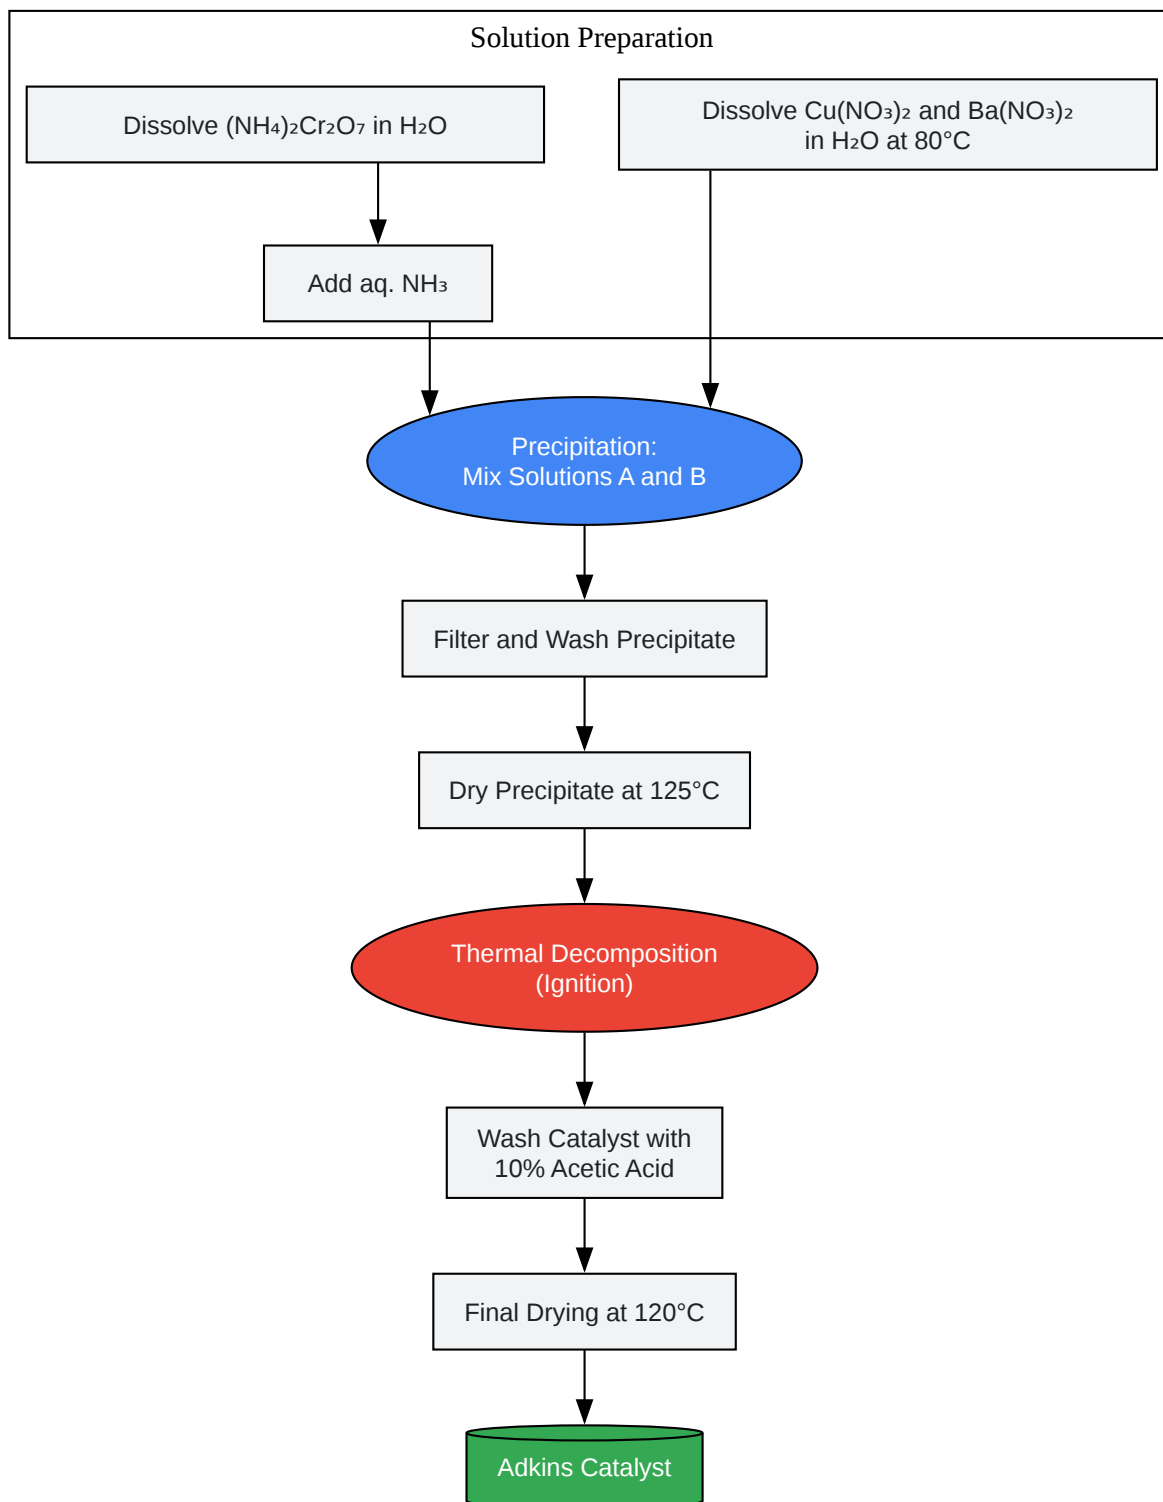 Solution Preparation
Dissolve (NH₄)₂Cr₂O₇ in H₂O
Dissolve Cu(NO₃)₂ and Ba(NO₃)₂
in H₂O at 80°C
Add aq. NH₃
Precipitation:
Mix Solutions A and B
Filter and Wash Precipitate
Dry Precipitate at 125°C
Thermal Decomposition
(Ignition)
Wash Catalyst with
10% Acetic Acid
Final Drying at 120°C
Adkins Catalyst